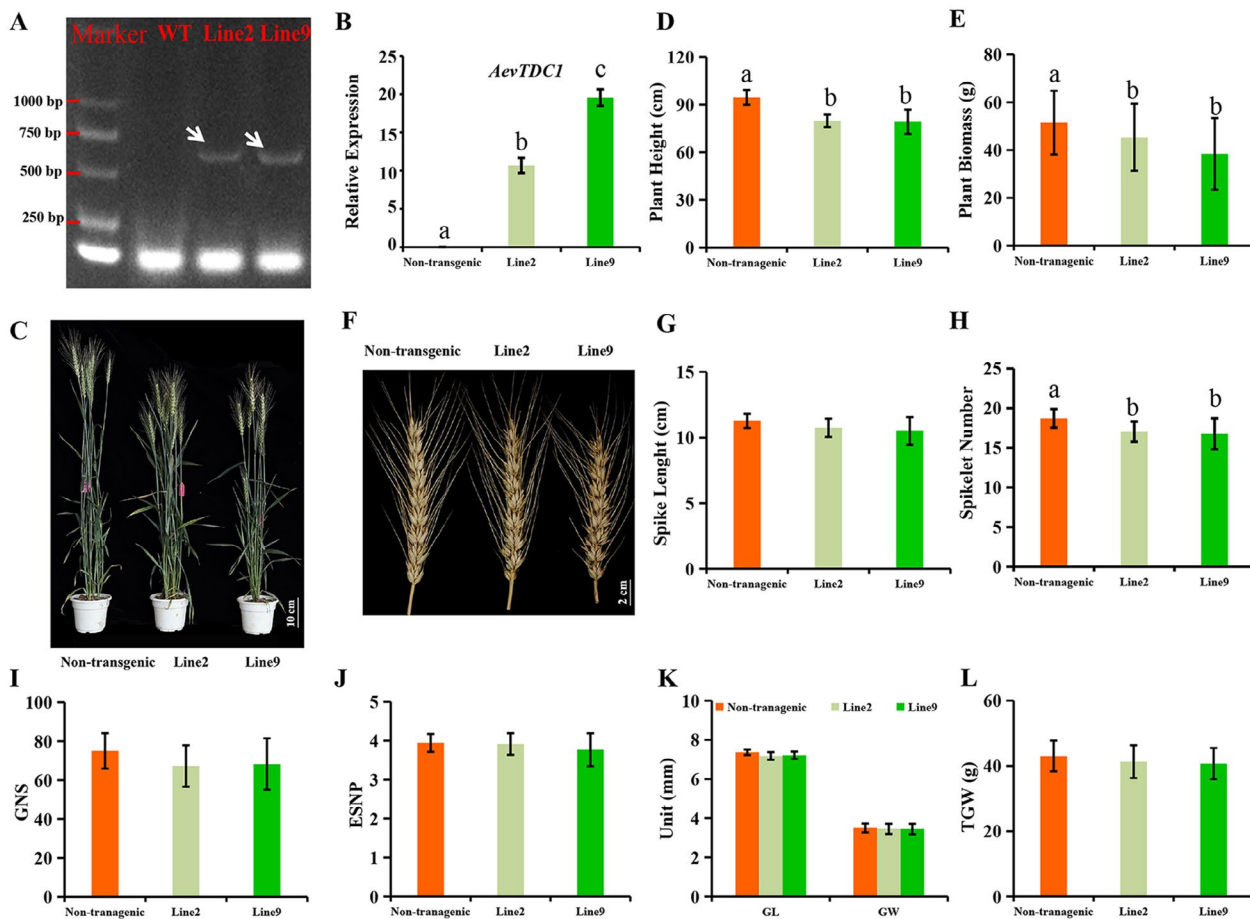 A
Marker WT Line2 Line9
1000 bp
750 bp
500 bp
250 bp
B
AevTDC1
Relative Expression
25
20
15
10
5
0
a
b
c
Non-transgenic Line2 Line9
D
Plant Height (cm)
120
90
60
30
0
a
b
b
Non-tranagenic Line2 Line9
E
Plant Biomass (g)
80
60
40
20
0
a
b
b
Non-tranagenic Line2 Line9
C
10 cm
Non-transgenic Line2 Line9
F
Non-transgenic Line2 Line9
2 cm
G
Spike Lenght (cm)
15
10
5
0
Non-tranagenic Line2 Line9
H
Spikelet Number
25
20
15
10
5
0
a
b
b
Non-tranagenic Line2 Line9
I
GNS
100
80
60
40
20
0
Non-tranagenic Line2 Line9
J
ESNP
5
4
3
2
1
0
Non-tranagenic Line2 Line9
K
Non-tranagenic Line2 Line9
Unit (mm)
10
8
6
4
2
0
GL GW
L
TGW (g)
60
40
20
0
Non-tranagenic Line2 Line9